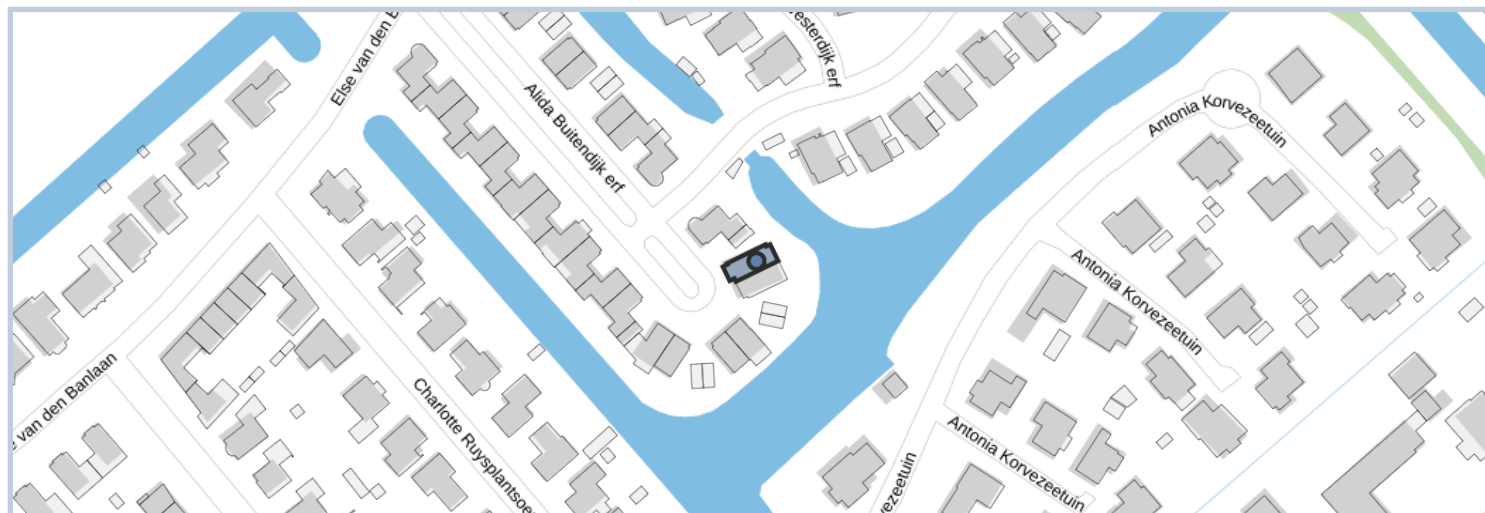 Else van den B
esterdijk erf
Alida Buitendijk erf
Antonia Korvezeetuin
Antonia Korvezeetuin
e van den Banlaan
Charlotte Ruysplantsoe
Antonia Korvezeetuin
vezeetuin